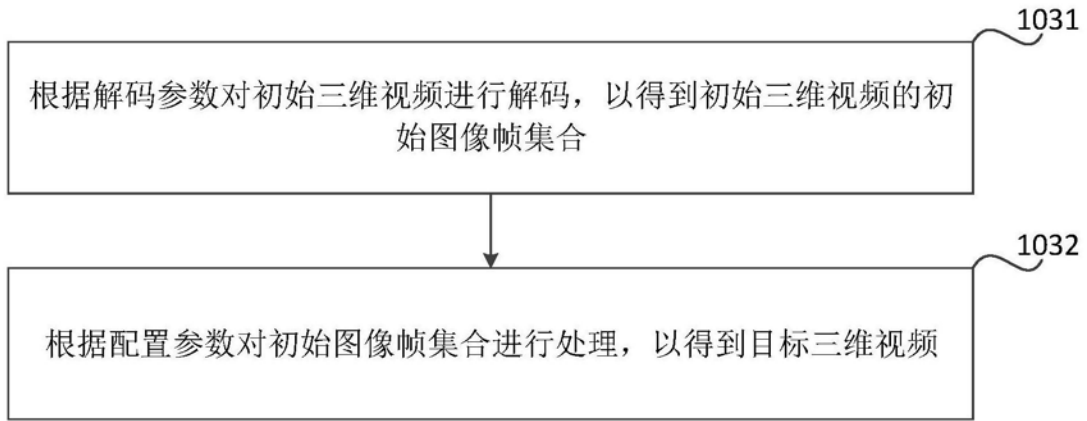 1031
根据解码参数对初始三维视频进行解码，以得到初始三维视频的初
始图像帧集合
1032
根据配置参数对初始图像帧集合进行处理，以得到目标三维视频